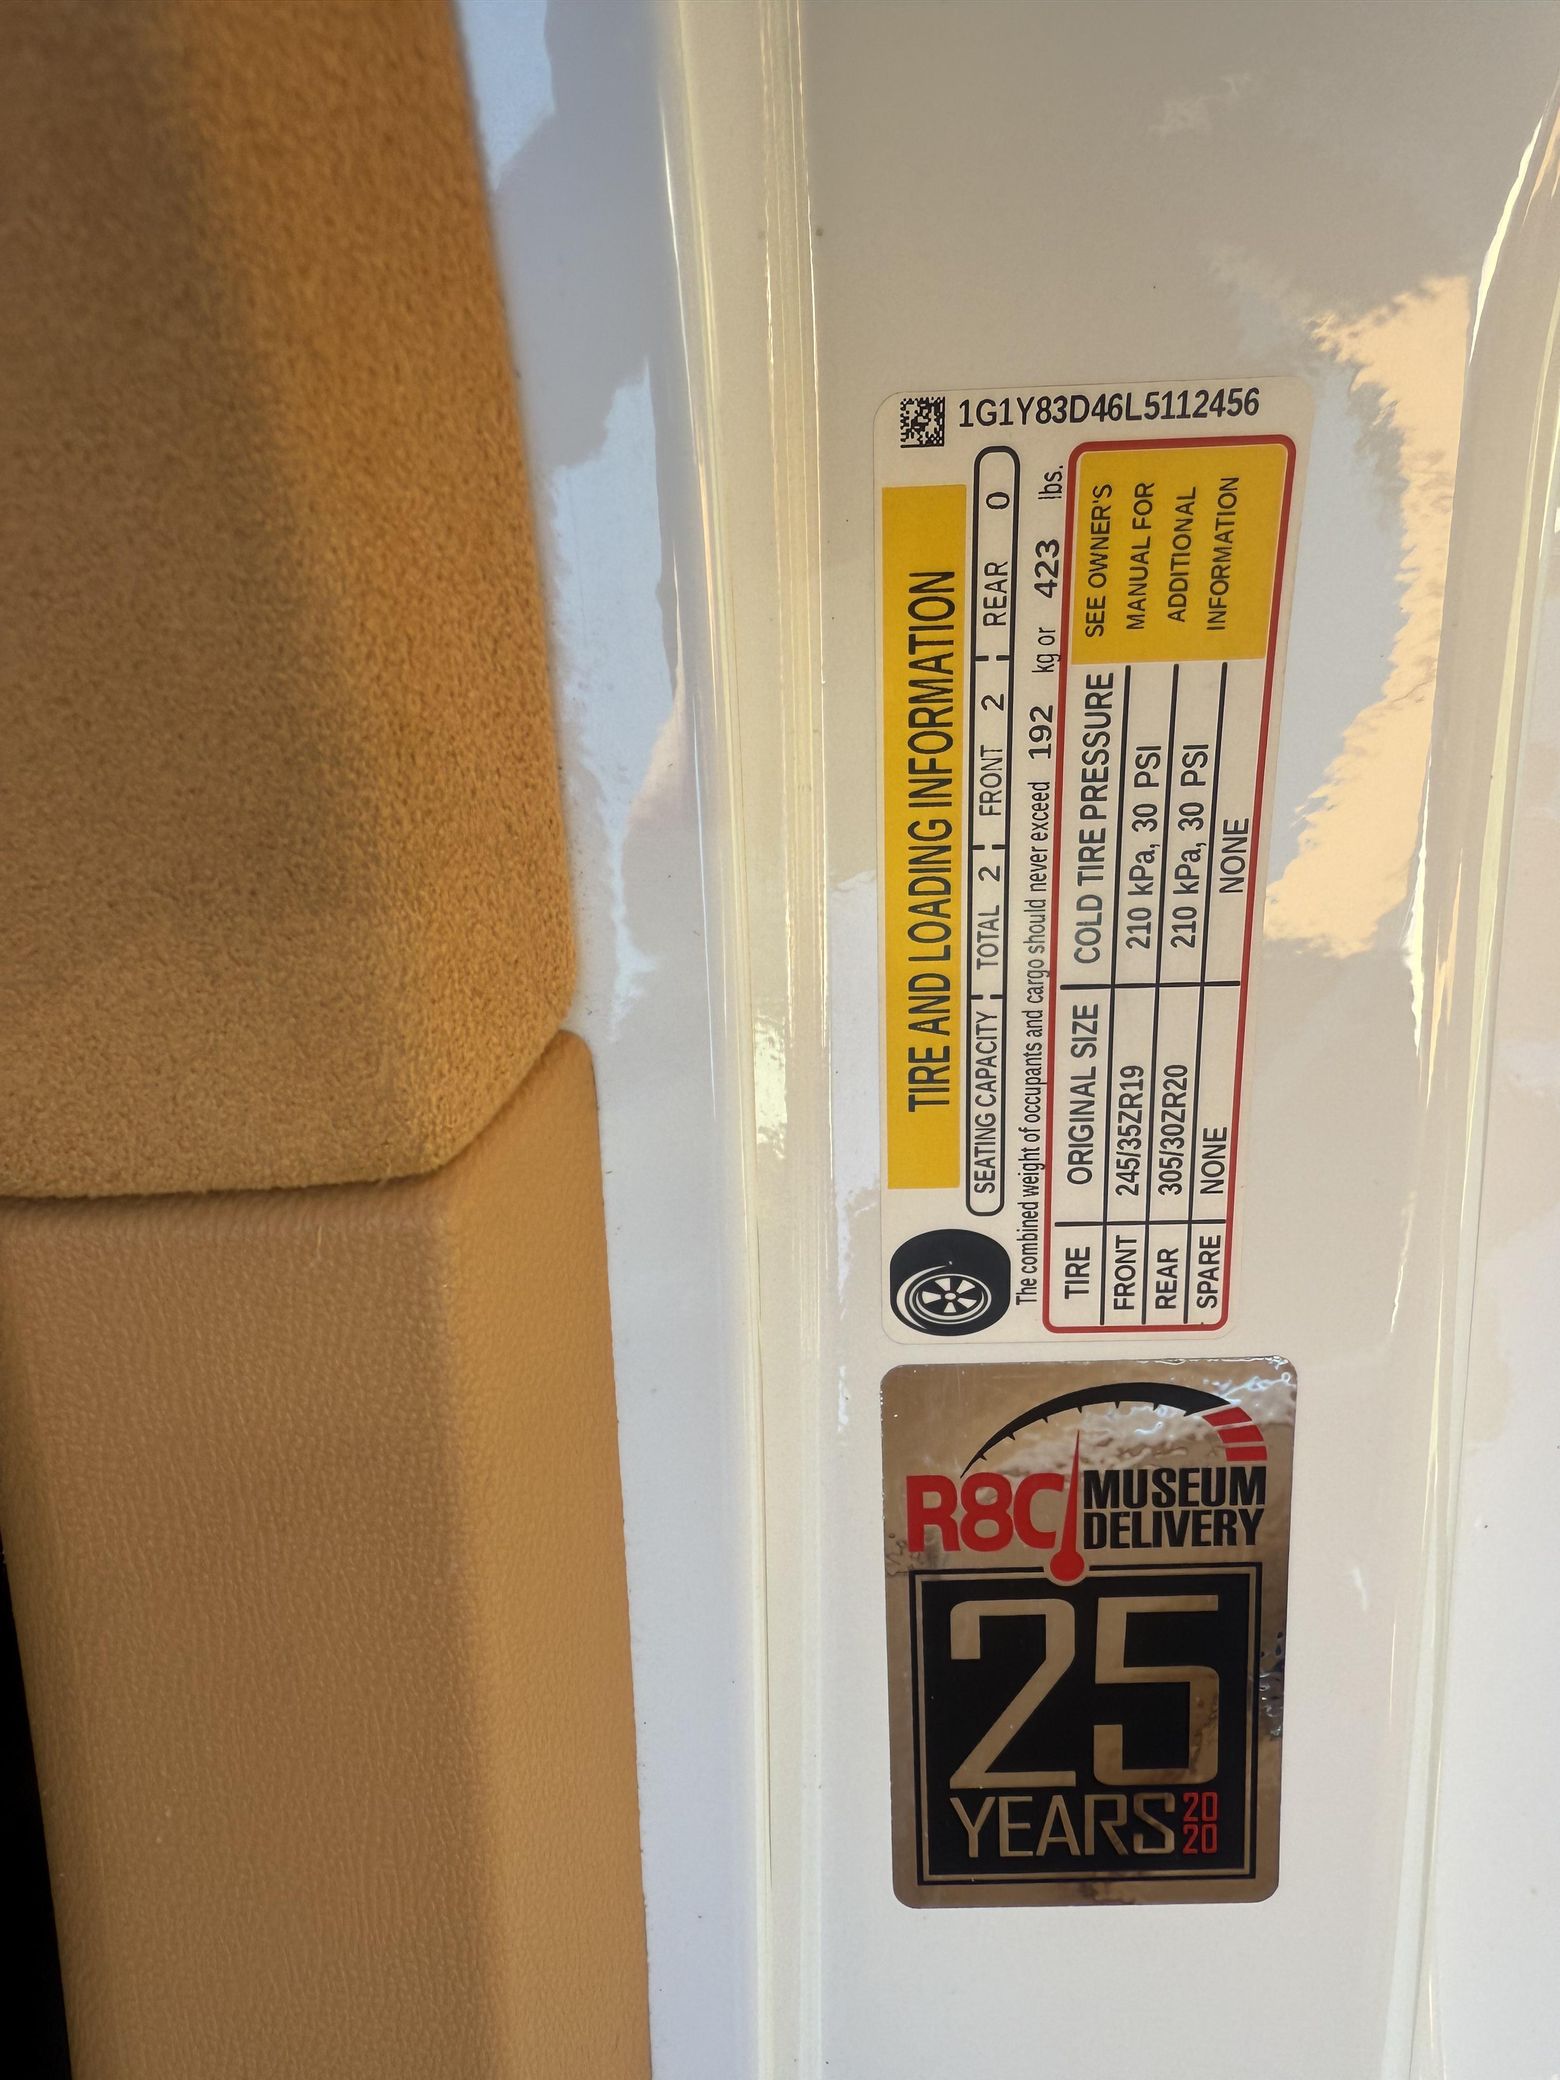 1G1Y83D46L5112456
TIRE AND LOADING INFORMATION
SEATING CAPACITY TOTAL 2 FRONT 2 REAR 0
The combined weight of occupants and cargo should never exceed 192 kg or 423 lbs.
TIRE ORIGINAL SIZE COLD TIRE PRESSURE
FRONT 245/35ZR19 210 kPa, 30 PSI
REAR 305/30ZR20 210 kPa, 30 PSI
SPARE NONE NONE
SEE OWNER'S
MANUAL FOR
ADDITIONAL
INFORMATION
R8C MUSEUM
DELIVERY
25
YEARS 20
20